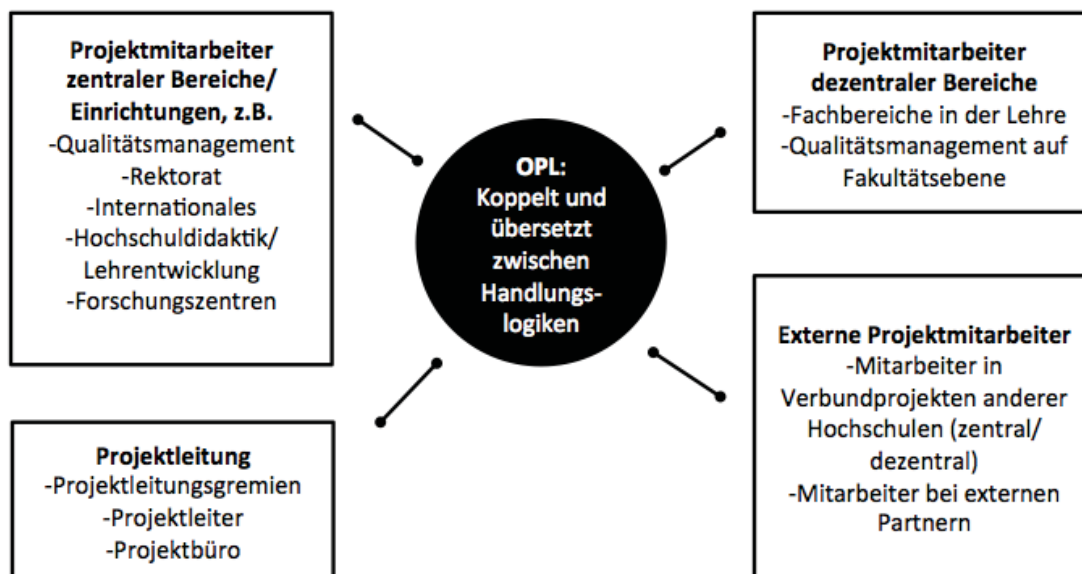 Projektmitarbeiter
zentraler Bereiche/
Einrichtungen, z.B.
-Qualitätsmanagement
-Rektorat
-Internationales
-Hochschuldidaktik/
Lehrentwicklung
-Forschungszentren
Projektleitung
-Projektleitungsgremien
-Projektleiter
-Projektbüro
OPL:
Koppelt und
übersetzt
zwischen
Handlungs-
logiken
Projektmitarbeiter
dezentraler Bereiche
-Fachbereiche in der Lehre
-Qualitätsmanagement auf
Fakultätsebene
Externe Projektmitarbeiter
-Mitarbeiter in
Verbundprojekten anderer
Hochschulen (zentral/
dezentral)
-Mitarbeiter bei externen
Partnern